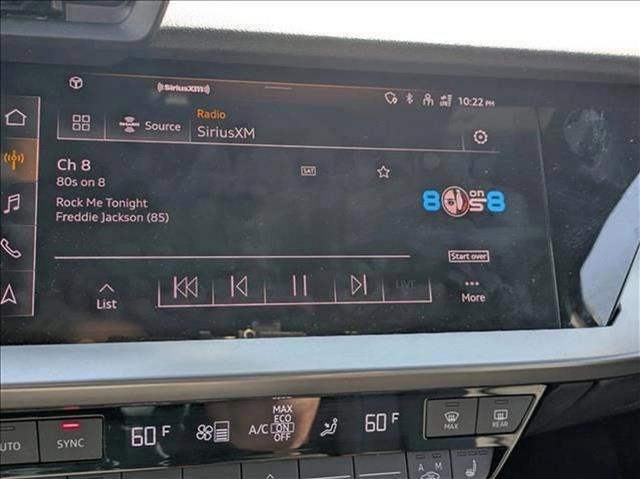 SiriusXM
10:22 PM
Radio
Source
SiriusXM
Ch 8
80s on 8
SAT
80s on 8
Rock Me Tonight
Freddie Jackson (85)
Start over
List
LIVE
More
AUTO
SYNC
60 F
A/C
MAX
ECO
ON
OFF
60 F
MAX
REAR
A M